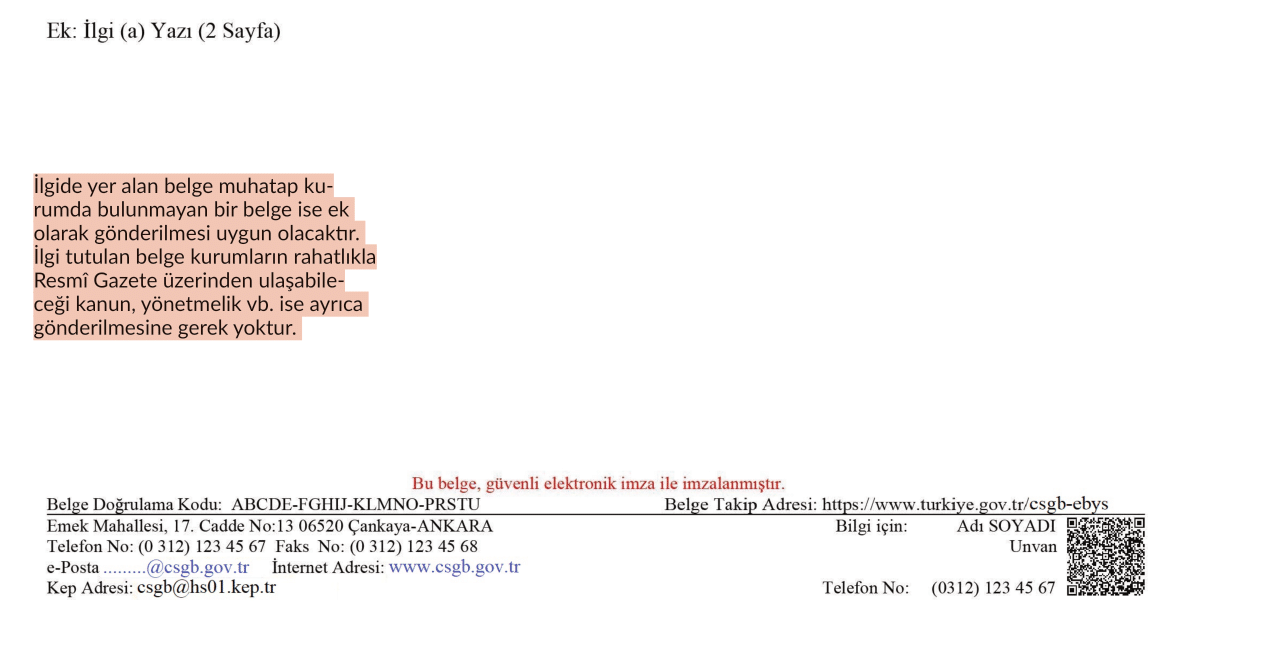 Ek: İlgi (a) Yazı (2 Sayfa)
İlgide yer alan belge muhatap ku-
rumda bulunmayan bir belge ise ek
olarak gönderilmesi uygun olacaktır.
İlgi tutulan belge kurumların rahatlıkla
Resmî Gazete üzerinden ulaşabile-
ceği kanun, yönetmelik vb. ise ayrıca
gönderilmesine gerek yoktur.
Bu belge, güvenli elektronik imza ile imzalanmıştır.
Belge Doğrulama Kodu: ABCDE-FGHIJ-KLMNO-PRSTU Belge Takip Adresi: https://www.turkiye.gov.tr/csgb-ebys
Emek Mahallesi, 17. Cadde No:13 06520 Çankaya-ANKARA Bilgi için: Adı SOYADI
Telefon No: (0 312) 123 45 67 Faks No: (0 312) 123 45 68 Unvan
e-Posta .........@csgb.gov.tr İnternet Adresi: www.csgb.gov.tr
Kep Adresi: csgb@hs01.kep.tr Telefon No: (0312) 123 45 67